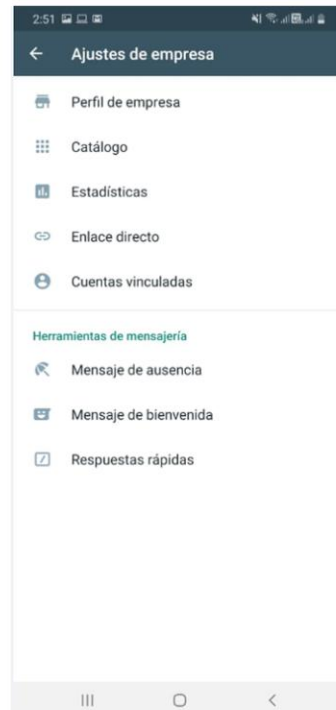 2:51
Ajustes de empresa
Perfil de empresa
Catálogo
Estadísticas
Enlace directo
Cuentas vinculadas
Herramientas de mensajería
Mensaje de ausencia
Mensaje de bienvenida
Respuestas rápidas